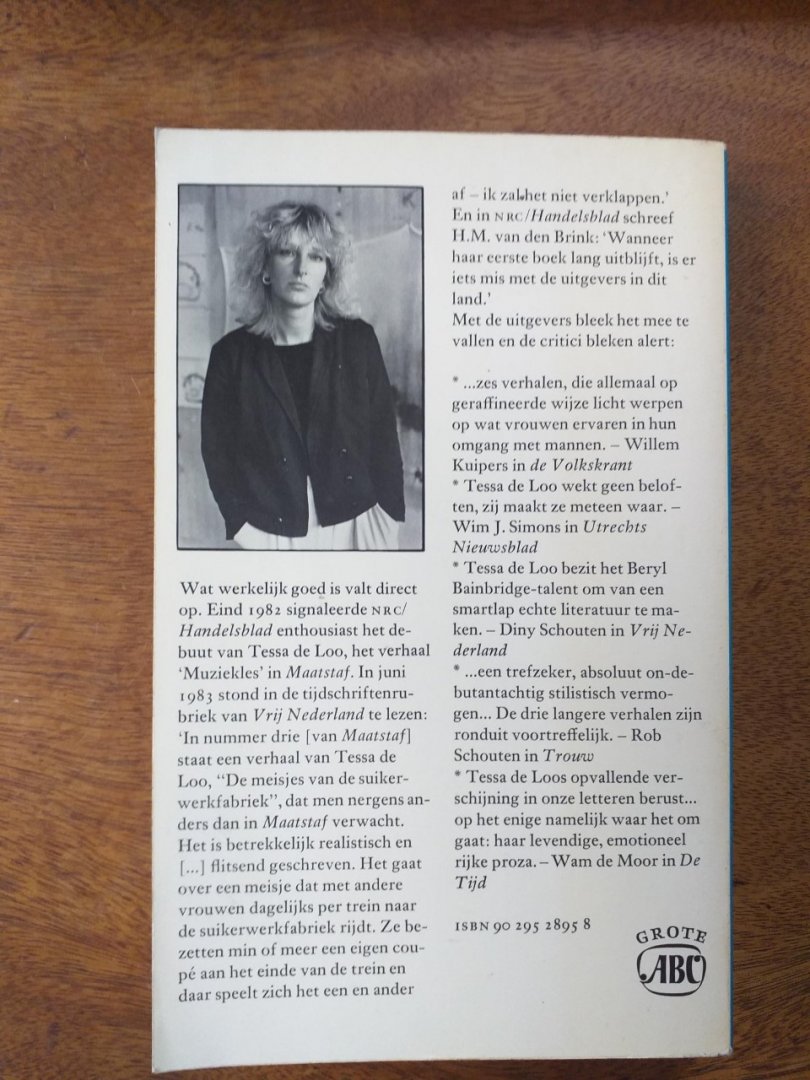 Wat werkelijk goed is valt direct
op. Eind 1982 signaleerde NRC/
Handelsblad enthousiast het de-
buut van Tessa de Loo, het verhaal
‘Muziekles’ in Maatstaf. In juni
1983 stond in de tijdschriftenru-
briek van Vrij Nederland te lezen:
‘In nummer drie [van Maatstaf]
staat een verhaal van Tessa de
Loo, “De meisjes van de suiker-
werkfabriek”, dat men nergens an-
ders dan in Maatstaf verwacht.
Het is betrekkelijk realistisch en
[...] flitsend geschreven. Het gaat
over een meisje dat met andere
vrouwen dagelijks per trein naar
de suikerwerkfabriek rijdt. Ze be-
zetten min of meer een eigen cou-
pé aan het einde van de trein en
daar speelt zich het een en ander
af – ik zal het niet verklappen.’
En in NRC/Handelsblad schreef
H.M. van den Brink: ‘Wanneer
haar eerste boek lang uitblijft, is er
iets mis met de uitgevers in dit
land.’
Met de uitgevers bleek het mee te
vallen en de critici bleken alert:
* ...zes verhalen, die allemaal op
geraffineerde wijze licht werpen
op wat vrouwen ervaren in hun
omgang met mannen. – Willem
Kuipers in de Volkskrant
* Tessa de Loo wekt geen belof-
ten, zij maakt ze meteen waar. –
Wim J. Simons in Utrechts
Nieuwsblad
* Tessa de Loo bezit het Beryl
Bainbridge-talent om van een
smartlap echte literatuur te ma-
ken. – Diny Schouten in Vrij Ne-
derland
* ...een trefzeker, absoluut on-de-
butantachtig stilistisch vermo-
gen... De drie langere verhalen zijn
ronduit voortreffelijk. – Rob
Schouten in Trouw
* Tessa de Loos opvallende ver-
schijning in onze letteren berust...
op het enige namelijk waar het om
gaat: haar levendige, emotioneel
rijke proza. – Wam de Moor in De
Tijd
ISBN 90 295 2895 8
GROTE
ABC